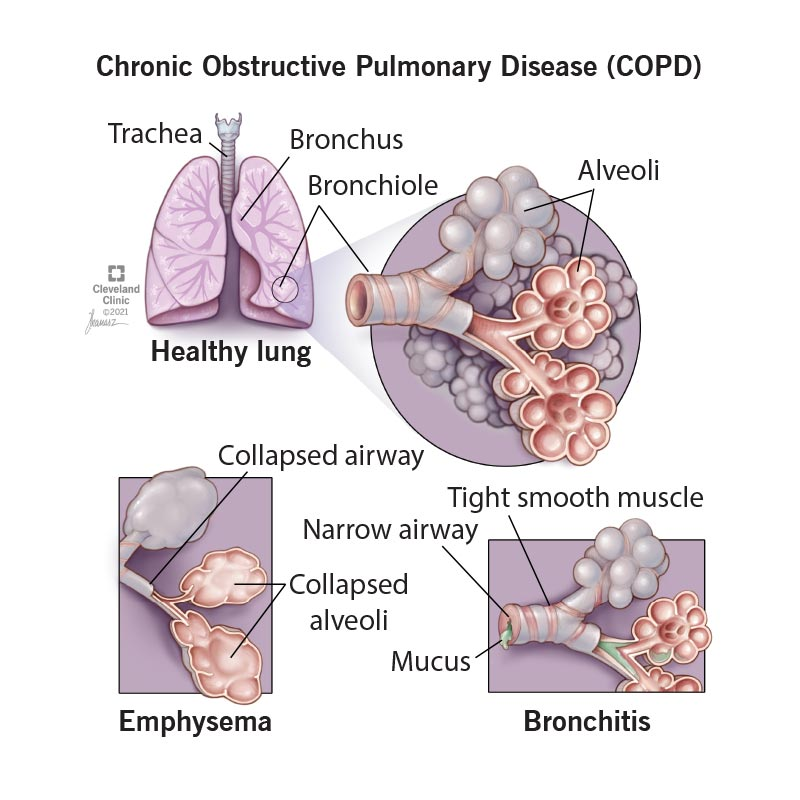 Chronic Obstructive Pulmonary Disease (COPD)
Trachea
Bronchus
Bronchiole
Alveoli
Cleveland
Clinic
©2021
Healthy lung
Collapsed airway
Tight smooth muscle
Narrow airway
Collapsed
alveoli
Mucus
Emphysema
Bronchitis